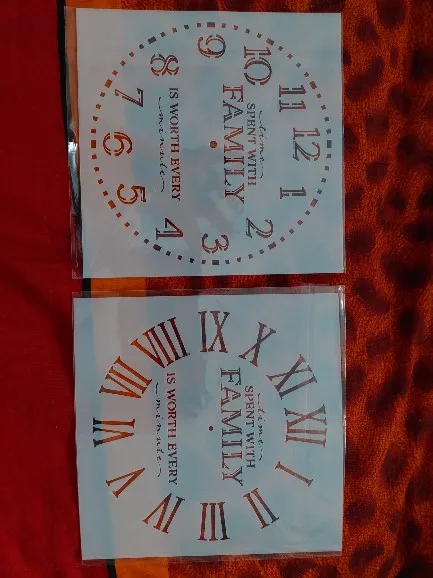 12
11 1
10 2
time
SPENT WITH
9 FAMILY 3
IS WORTH EVERY
8 4
minute
7 5
6
XII
XI I
X II
time
SPENT WITH
IX FAMILY III
IS WORTH EVERY
VIII IV
minute
VII V
VI